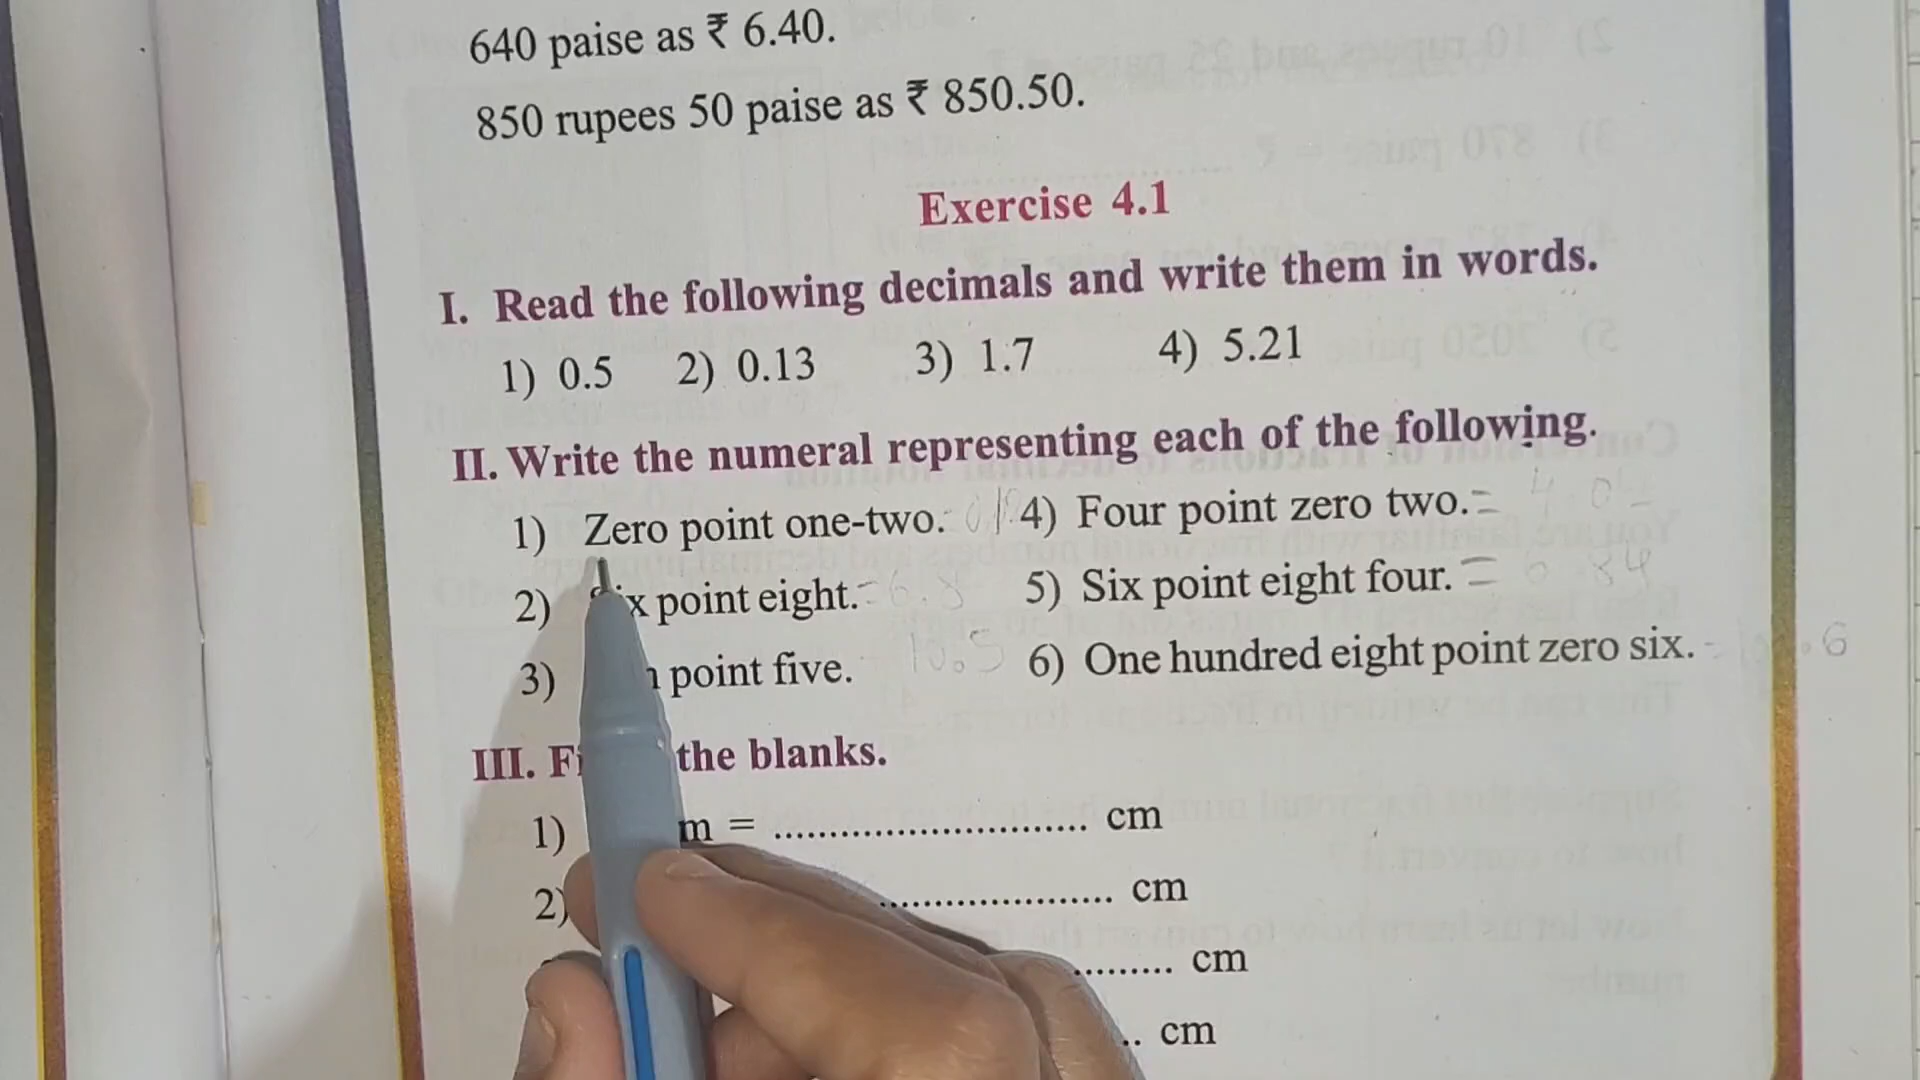 640 paise as ₹ 6.40.
850 rupees 50 paise as ₹ 850.50.
Exercise 4.1
I. Read the following decimals and write them in words.
1) 0.5 2) 0.13 3) 1.7 4) 5.21
II. Write the numeral representing each of the following.
1) Zero point one-two. 4) Four point zero two. =
2) point eight. = 6.8 5) Six point eight four. =
3) point five. 10.5 6) One hundred eight point zero six.
III. the blanks.
1) m = ........................... cm
2) .................... cm
......... cm
.. cm